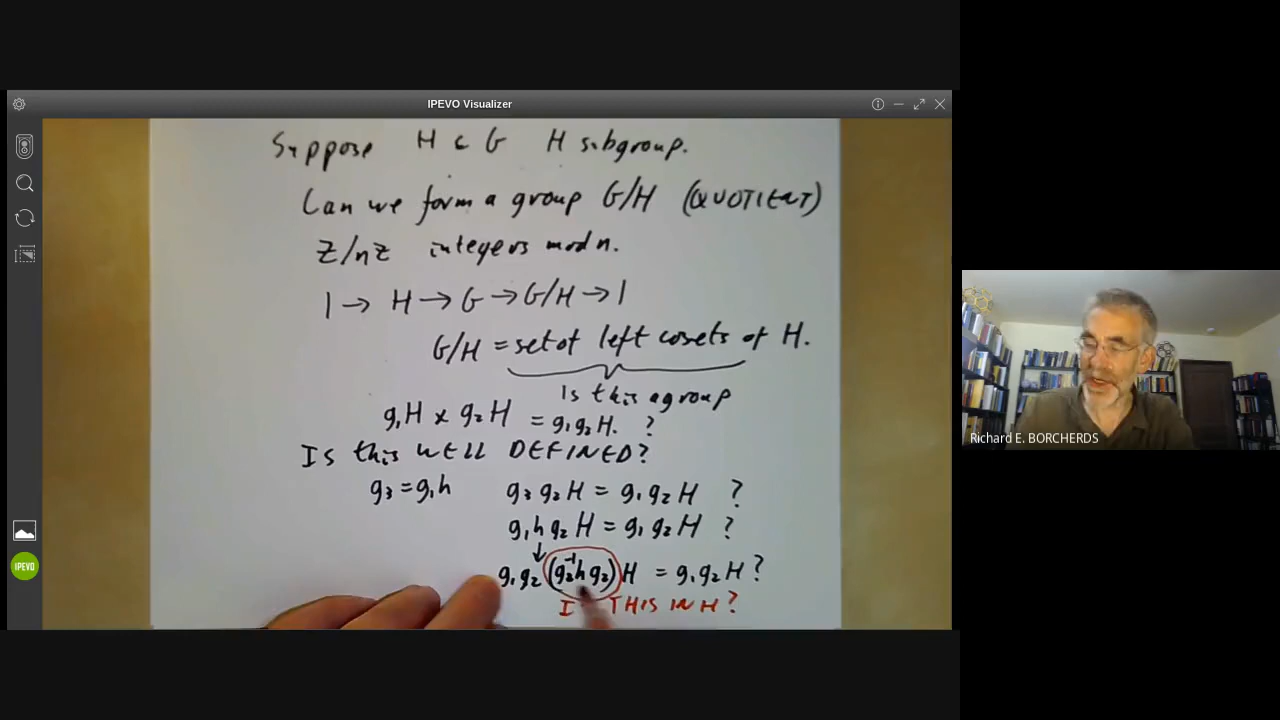 IPEVO Visualizer
Suppose H ⊂ G H subgroup.
Can we form a group G/H (QUOTIENT)
Z/nZ integers mod n.
1 → H → G → G/H → 1
G/H = set of left cosets of H.
Is this a group
g₁H × g₂H = g₁g₂H. ?
Is this WELL DEFINED?
g₃ = g₁h g₃g₂H = g₁g₂H ?
g₁hg₂H = g₁g₂H ?
↓
g₁g₂(g₂⁻¹hg₂)H = g₁g₂H ?
I THIS IN H?
IPEVO
Richard E. BORCHERDS